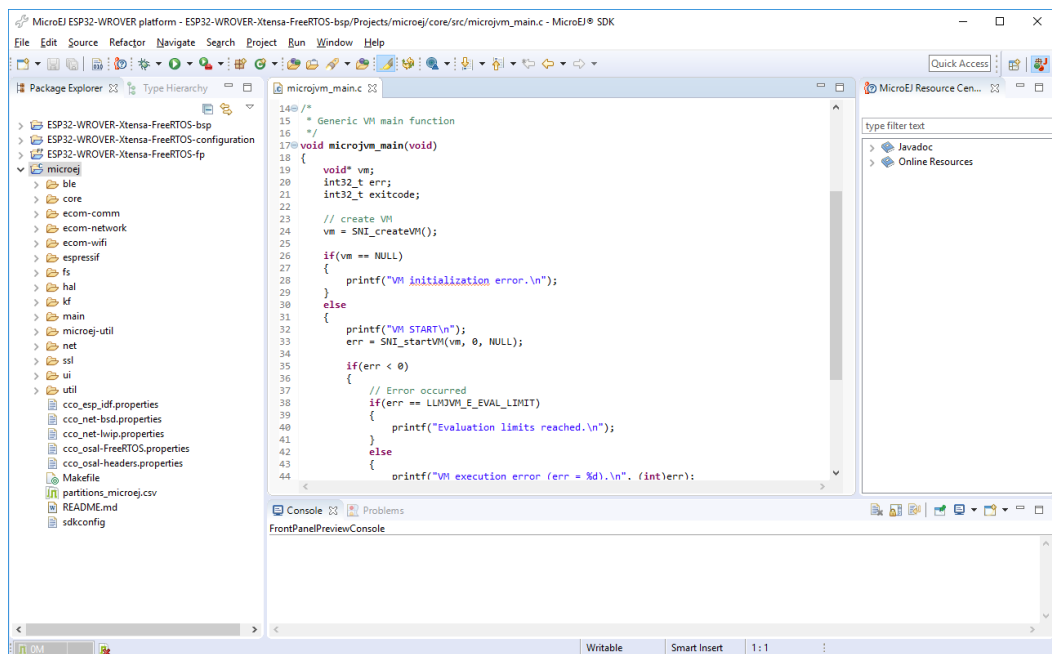 MicroEJ ESP32-WROVER platform - ESP32-WROVER-Xtensa-FreeRTOS-bsp/Projects/microej/core/src/microjvm_main.c - MicroEJ® SDK
File Edit Source Refactor Navigate Search Project Run Window Help
Quick Access
Package Explorer
Type Hierarchy
ESP32-WROVER-Xtensa-FreeRTOS-bsp
ESP32-WROVER-Xtensa-FreeRTOS-configuration
ESP32-WROVER-Xtensa-FreeRTOS-fp
microej
ble
core
ecom-comm
ecom-network
ecom-wifi
espressif
fs
hal
kf
main
microej-util
net
ssl
ui
util
cco_esp_idf.properties
cco_net-bsd.properties
cco_net-lwip.properties
cco_osal-FreeRTOS.properties
cco_osal-headers.properties
Makefile
partitions_microej.csv
README.md
sdkconfig
microjvm_main.c
14 /*
15  * Generic VM main function
16  */
17 void microjvm_main(void)
18 {
19     void* vm;
20     int32_t err;
21     int32_t exitcode;
22
23     // create VM
24     vm = SNI_createVM();
25
26     if(vm == NULL)
27     {
28         printf("VM initialization error.\n");
29     }
30     else
31     {
32         printf("VM START\n");
33         err = SNI_startVM(vm, 0, NULL);
34
35         if(err < 0)
36         {
37             // Error occurred
38             if(err == LLMJVM_E_EVAL_LIMIT)
39             {
40                 printf("Evaluation limits reached.\n");
41             }
42             else
43             {
44                 printf("VM execution error (err = %d).\n", (int)err);
MicroEJ Resource Cen...
type filter text
Javadoc
Online Resources
Console
Problems
FrontPanelPreviewConsole
0M
Writable
Smart Insert
1 : 1